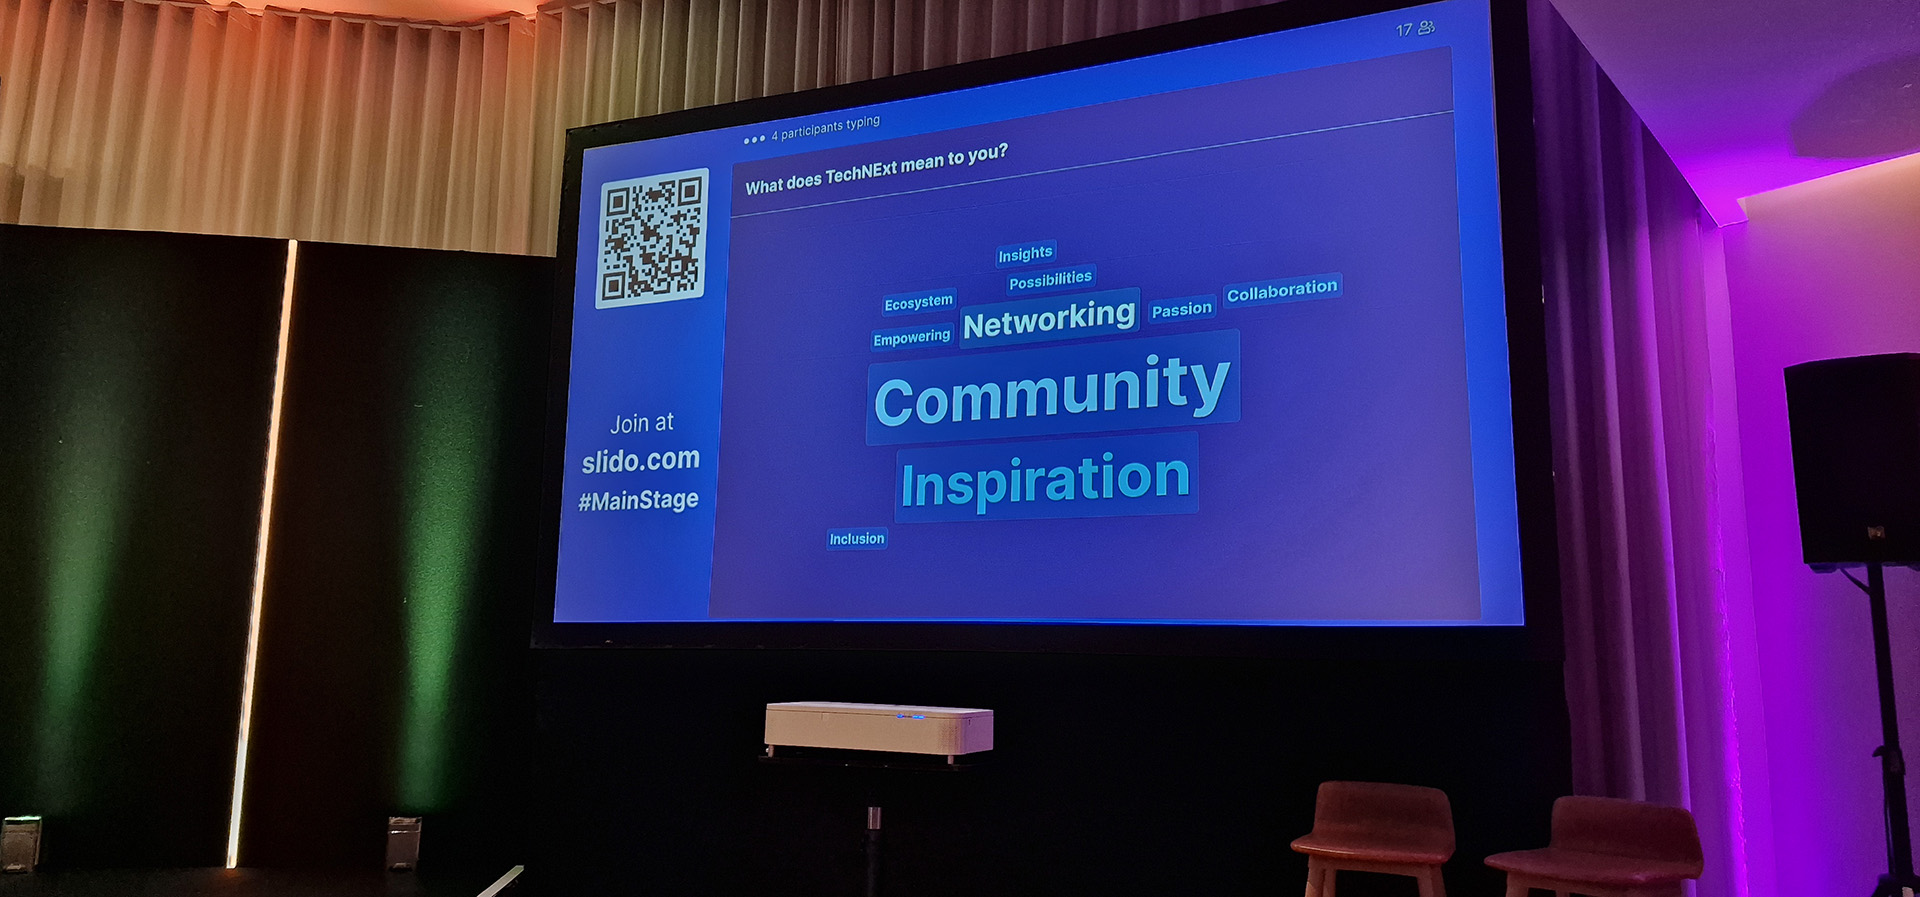 17
4 participants typing
What does TechNExt mean to you?
Insights
Possibilities
Ecosystem
Collaboration
Networking
Passion
Empowering
Community
Inspiration
Inclusion
Join at
slido.com
#MainStage